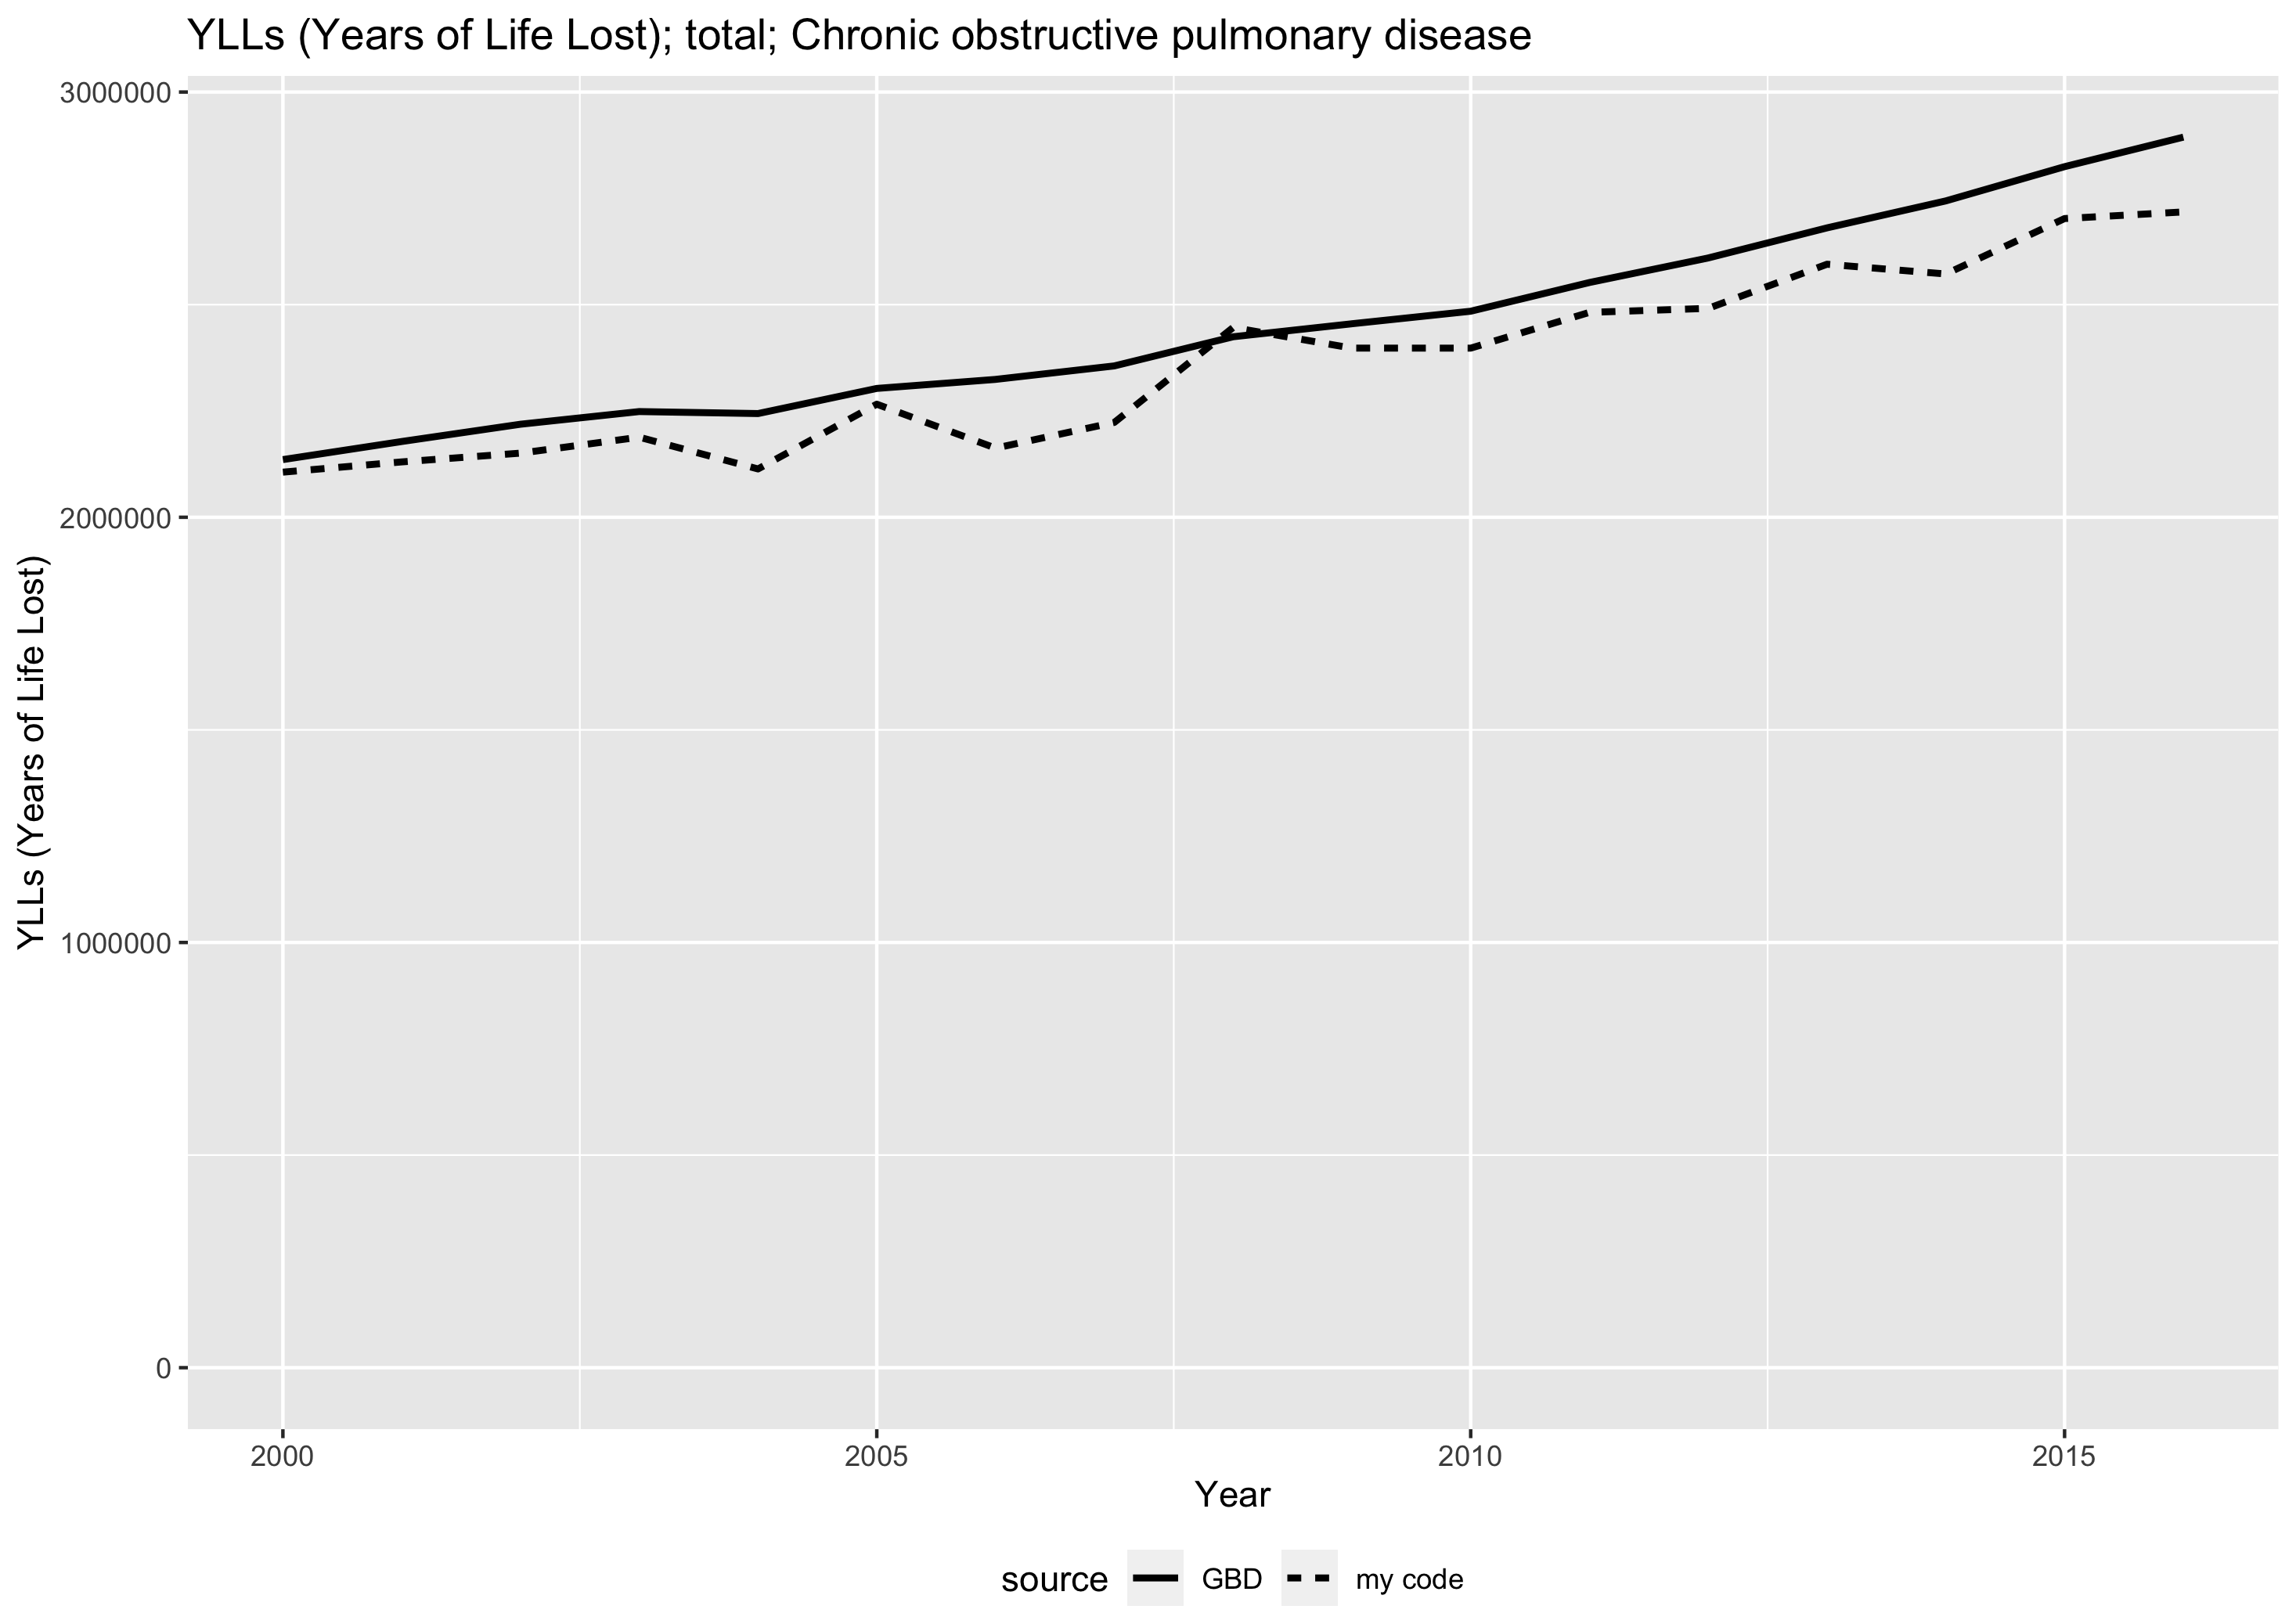 YLLs (Years of Life Lost); total; Chronic obstructive pulmonary disease
YLLs (Years of Life Lost)
3000000
2000000
1000000
0
2000 2005 2010 2015
Year
source GBD my code